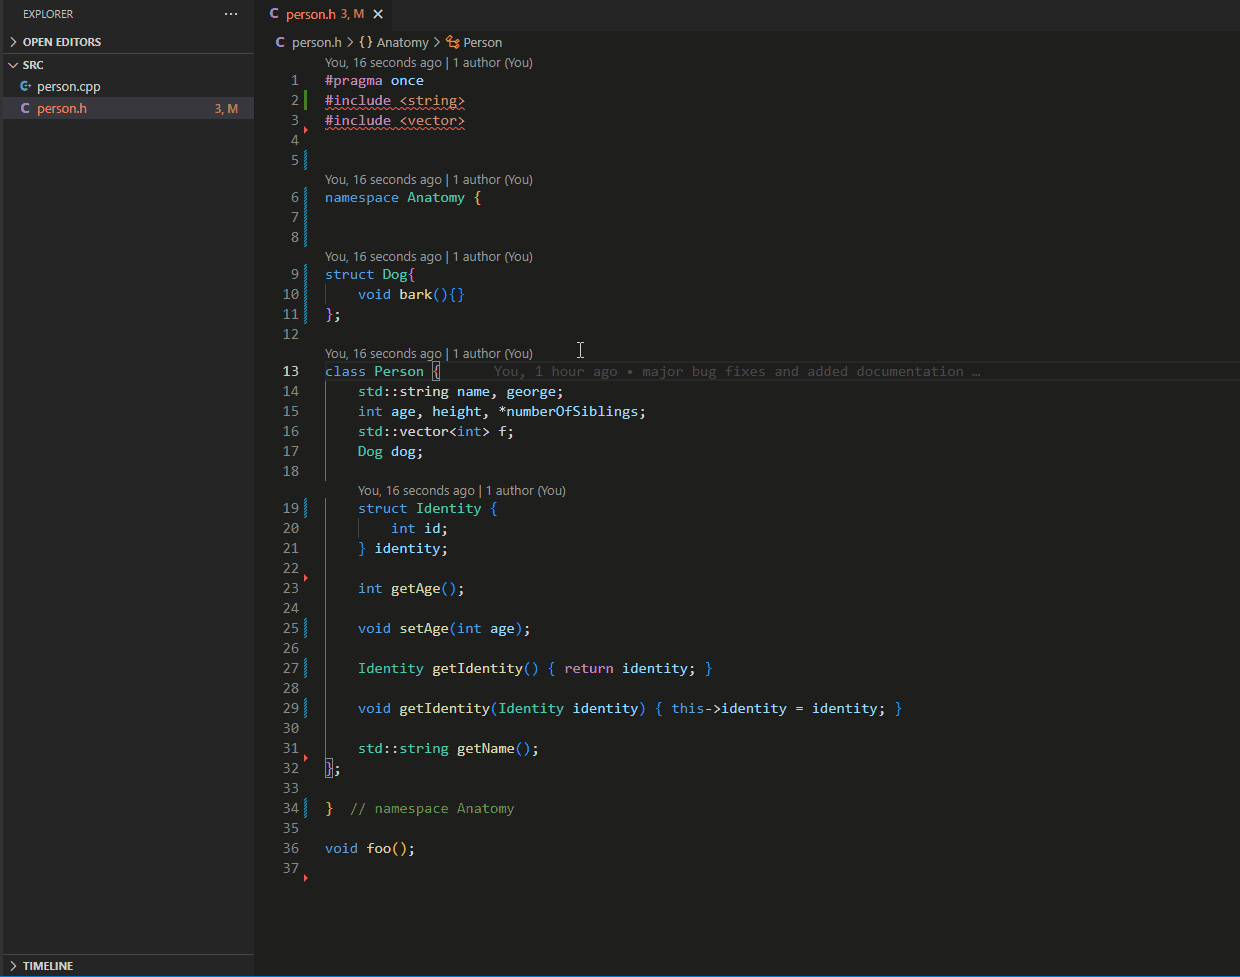 EXPLORER
OPEN EDITORS
SRC
person.cpp
person.h 3, M
TIMELINE
C person.h 3, M
C person.h > {} Anatomy > Person
You, 16 seconds ago | 1 author (You)
1 #pragma once
2 #include <string>
3 #include <vector>
4
5
You, 16 seconds ago | 1 author (You)
6 namespace Anatomy {
7
8
You, 16 seconds ago | 1 author (You)
9 struct Dog{
10 void bark(){}
11 };
12
You, 16 seconds ago | 1 author (You)
13 class Person { You, 1 hour ago • major bug fixes and added documentation …
14 std::string name, george;
15 int age, height, *numberOfSiblings;
16 std::vector<int> f;
17 Dog dog;
18
You, 16 seconds ago | 1 author (You)
19 struct Identity {
20 int id;
21 } identity;
22
23 int getAge();
24
25 void setAge(int age);
26
27 Identity getIdentity() { return identity; }
28
29 void getIdentity(Identity identity) { this->identity = identity; }
30
31 std::string getName();
32 };
33
34 } // namespace Anatomy
35
36 void foo();
37